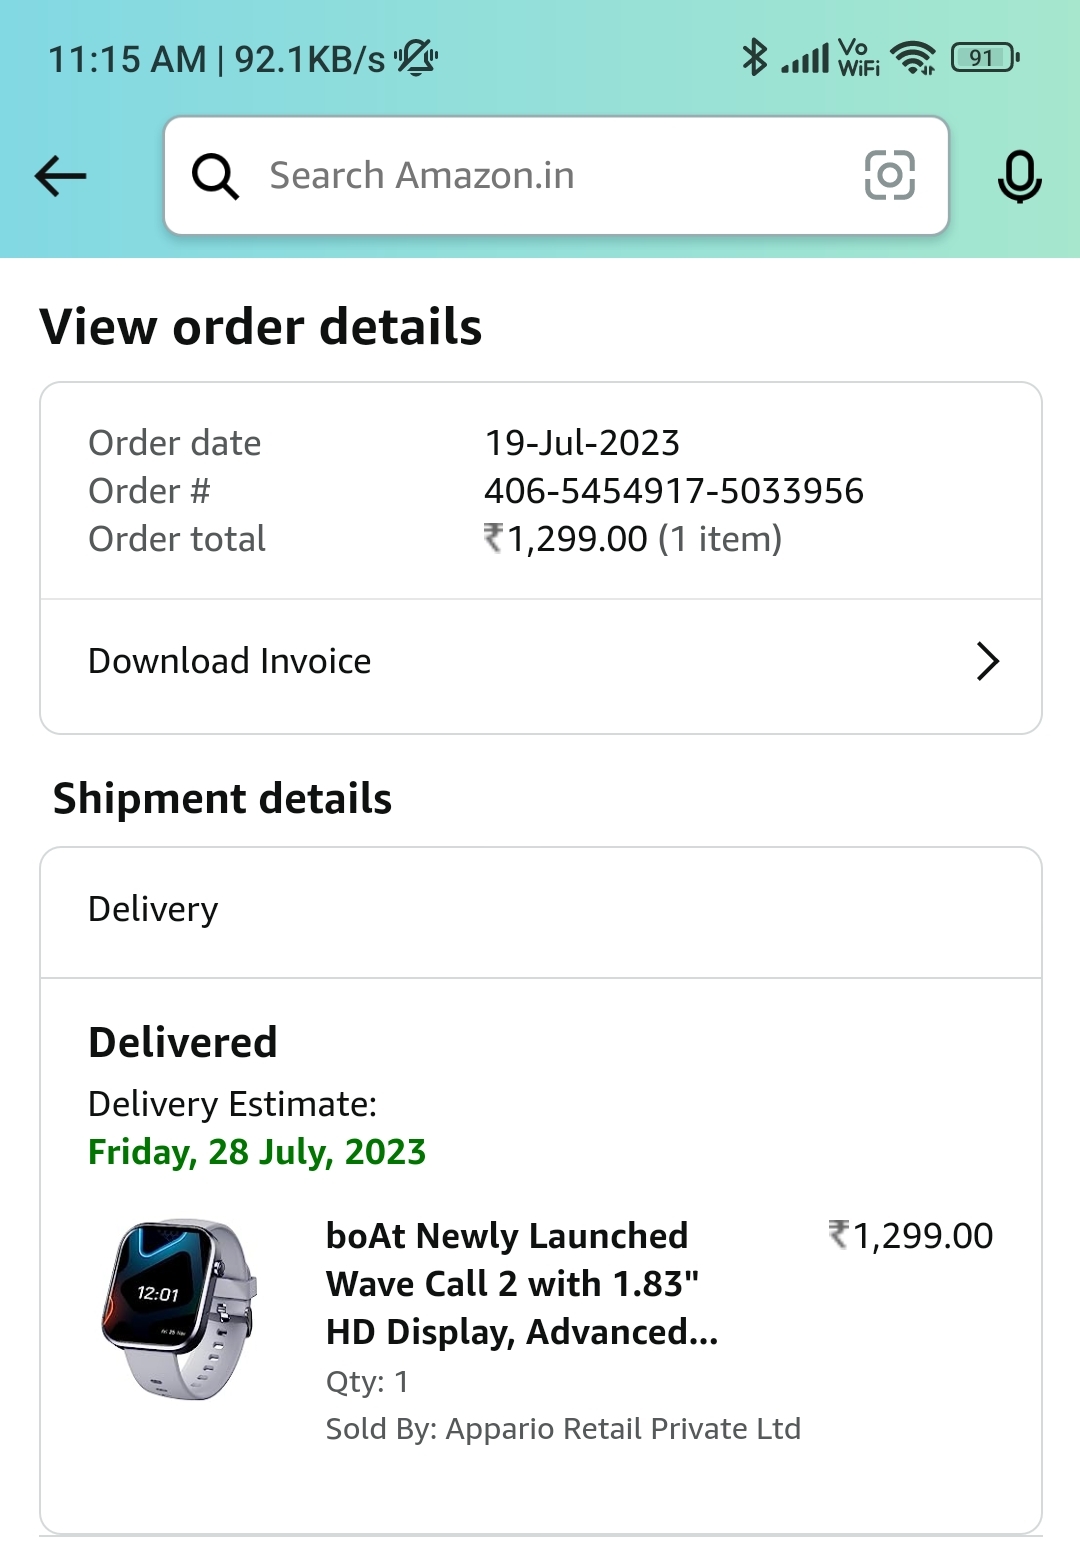 11:15 AM | 92.1KB/s Vo WiFi 91
Search Amazon.in
View order details
Order date 19-Jul-2023
Order # 406-5454917-5033956
Order total ₹1,299.00 (1 item)
Download Invoice
Shipment details
Delivery
Delivered
Delivery Estimate:
Friday, 28 July, 2023
12:01
boAt Newly Launched ₹1,299.00
Wave Call 2 with 1.83"
HD Display, Advanced...
Qty: 1
Sold By: Appario Retail Private Ltd